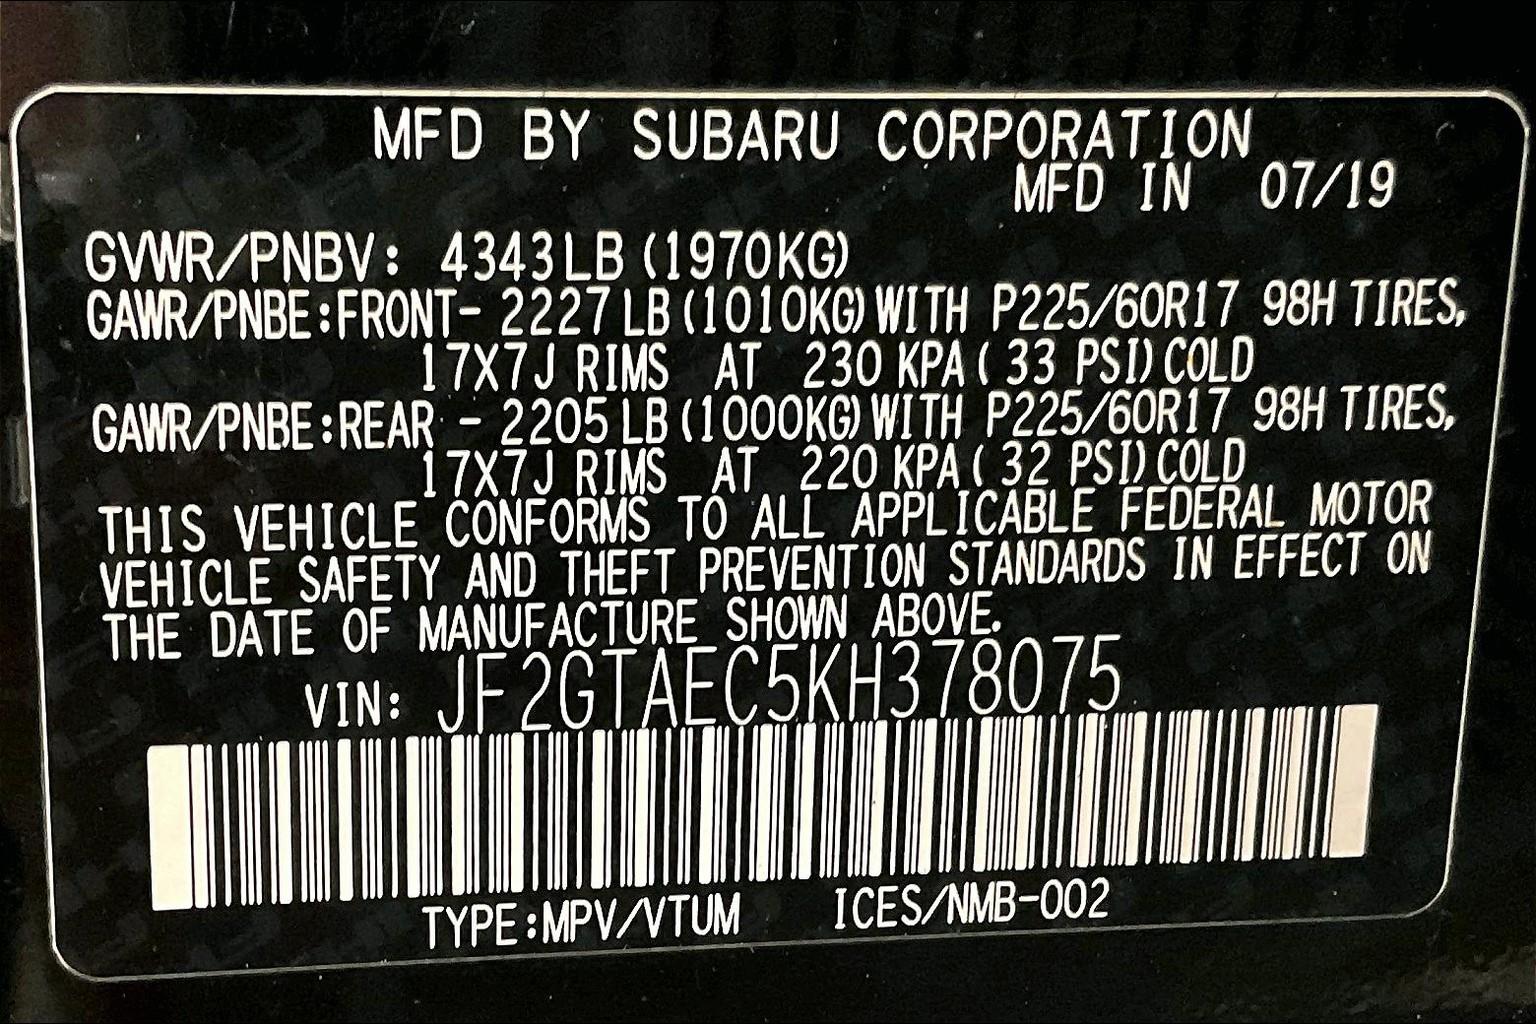 MFD BY SUBARU CORPORATION
MFD IN 07/19
GVWR/PNBV: 4343LB (1970KG)
GAWR/PNBE:FRONT- 2227LB (1010KG) WITH P225/60R17 98H TIRES,
17X7J RIMS AT 230 KPA ( 33 PSI) COLD
GAWR/PNBE:REAR - 2205LB (1000KG) WITH P225/60R17 98H TIRES,
17X7J RIMS AT 220 KPA ( 32 PSI) COLD
THIS VEHICLE CONFORMS TO ALL APPLICABLE FEDERAL MOTOR
VEHICLE SAFETY AND THEFT PREVENTION STANDARDS IN EFFECT ON
THE DATE OF MANUFACTURE SHOWN ABOVE.
VIN: JF2GTAEC5KH378075
TYPE:MPV/VTUM ICES/NMB-002